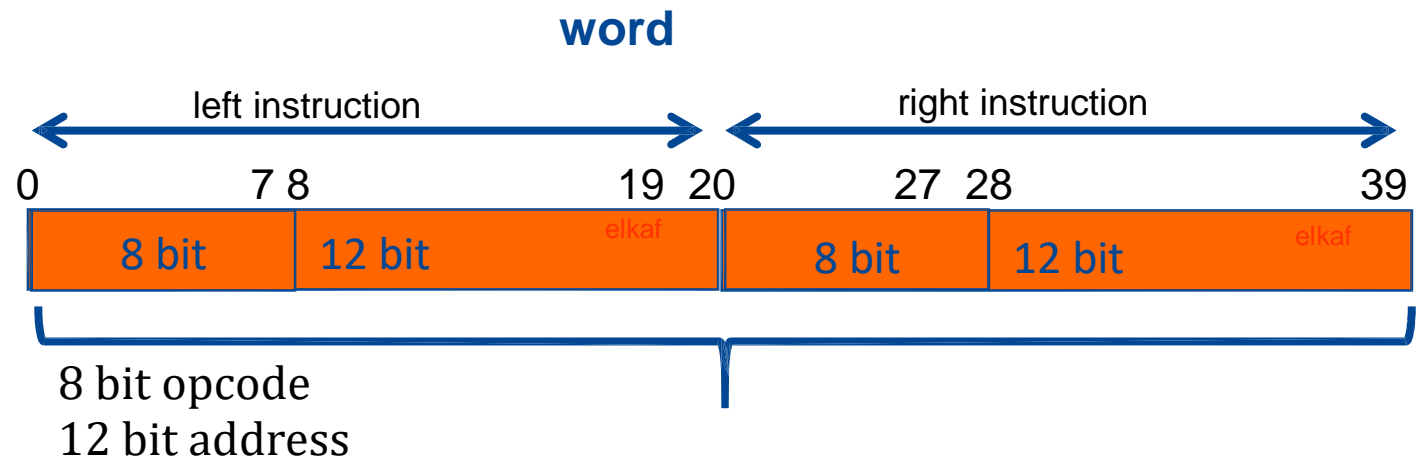 word
left instruction right instruction
0 7 8 19 20 27 28 39
8 bit 12 bit elkaf 8 bit 12 bit elkaf
8 bit opcode
12 bit address